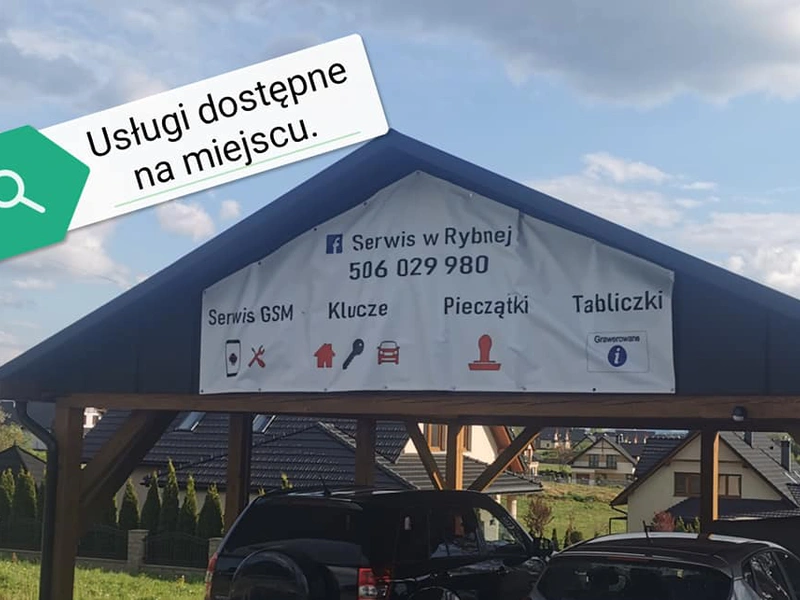 Usługi dostępne
na miejscu.
Serwis w Rybnej
506 029 980
Serwis GSM
Klucze
Pieczątki
Tabliczki
Grawerowane